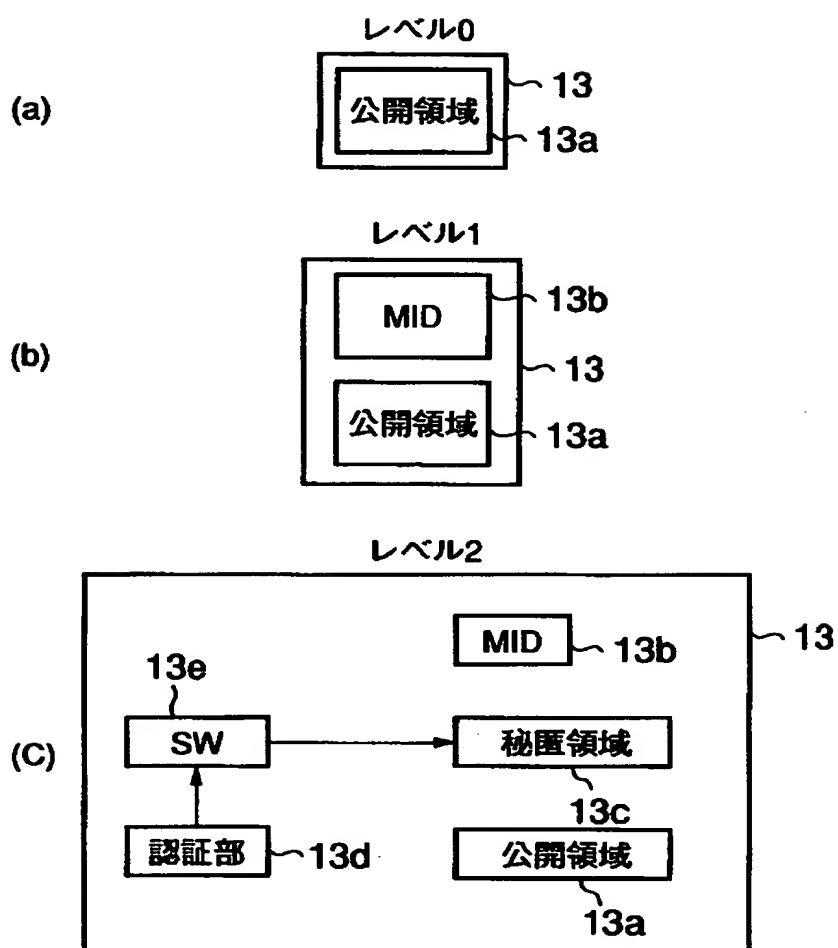 レベル0
(a)
公開領域
13
13a
レベル1
(b)
MID
13b
13
公開領域
13a
レベル2
(C)
MID
13b
13
13e
SW
秘匿領域
13c
認証部
13d
公開領域
13a